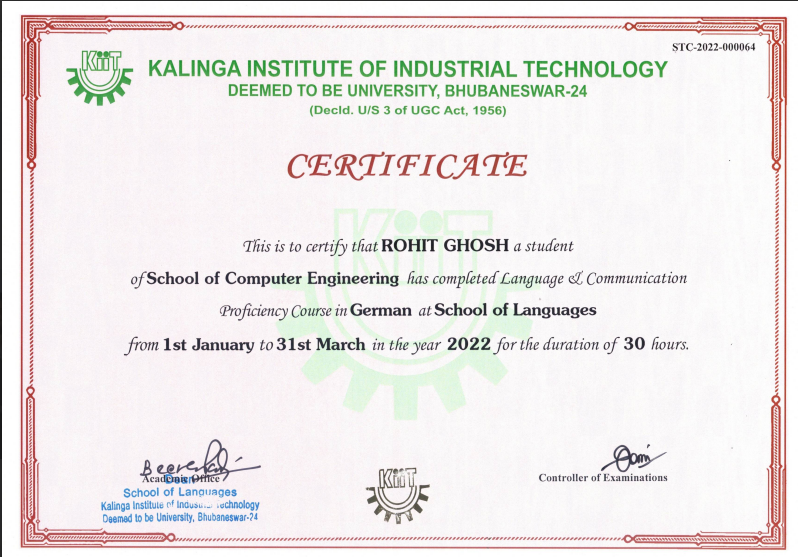 STC-2022-000064
KiiT
KALINGA INSTITUTE OF INDUSTRIAL TECHNOLOGY
DEEMED TO BE UNIVERSITY, BHUBANESWAR-24
(Decld. U/S 3 of UGC Act, 1956)
CERTIFICATE
KiiT
This is to certify that ROHIT GHOSH a student
of School of Computer Engineering has completed Language & Communication
Proficiency Course in German at School of Languages
from 1st January to 31st March in the year 2022 for the duration of 30 hours.
Academic Office
Dean
School of Languages
Kalinga Institute of Industrial Technology
Deemed to be University, Bhubaneswar-24
KiiT
Controller of Examinations